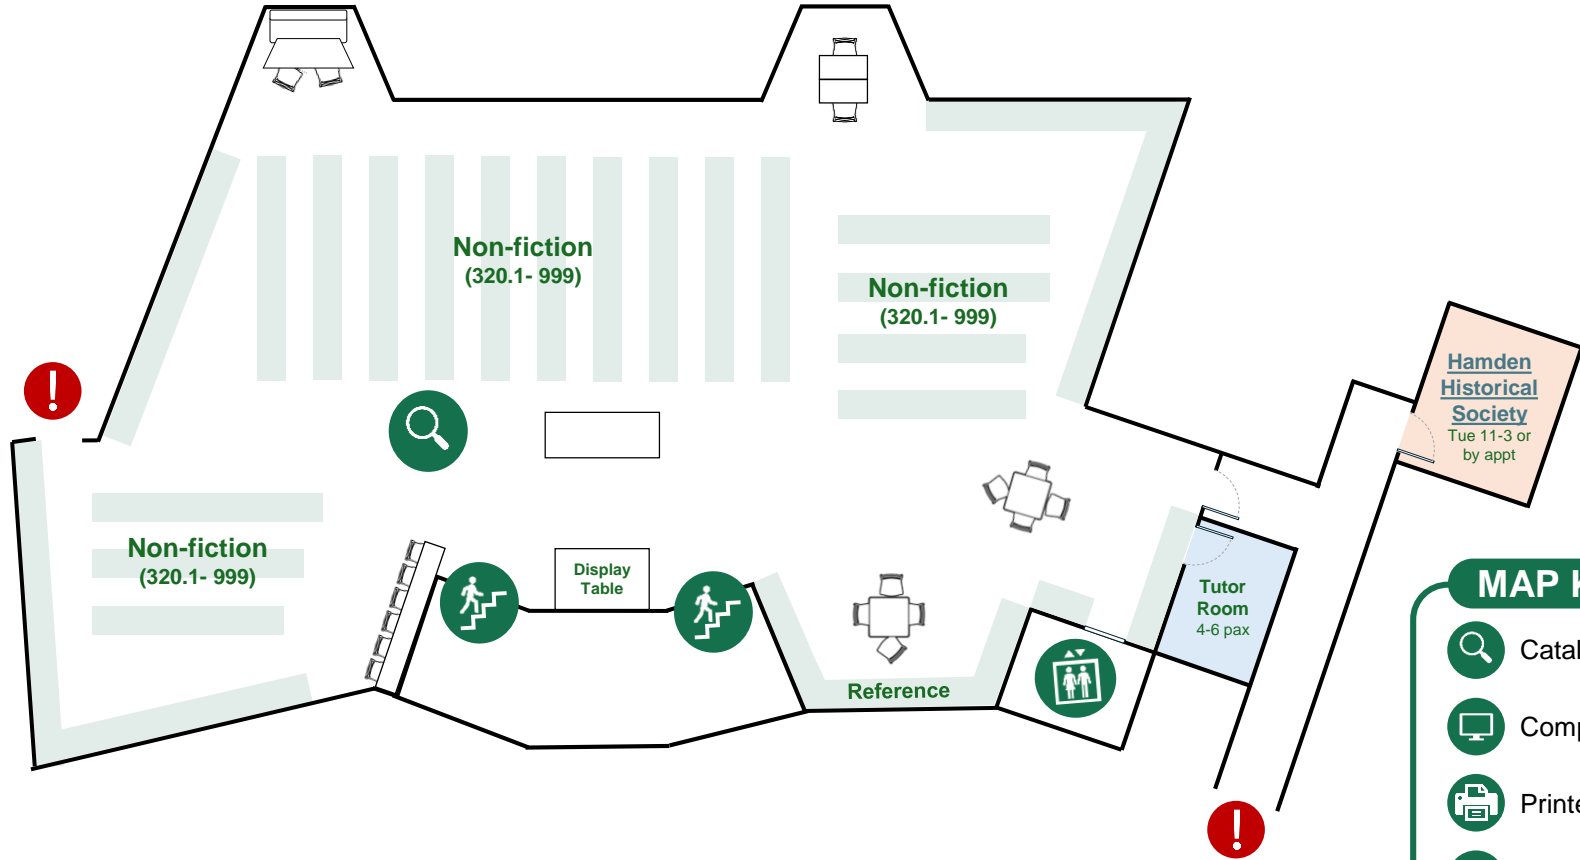 Non-fiction
(320.1- 999)
Non-fiction
(320.1- 999)
Hamden
Historical
Society
Tue 11-3 or
by appt
Non-fiction
(320.1- 999)
Display
Table
Tutor
Room
4-6 pax
Reference
MAP